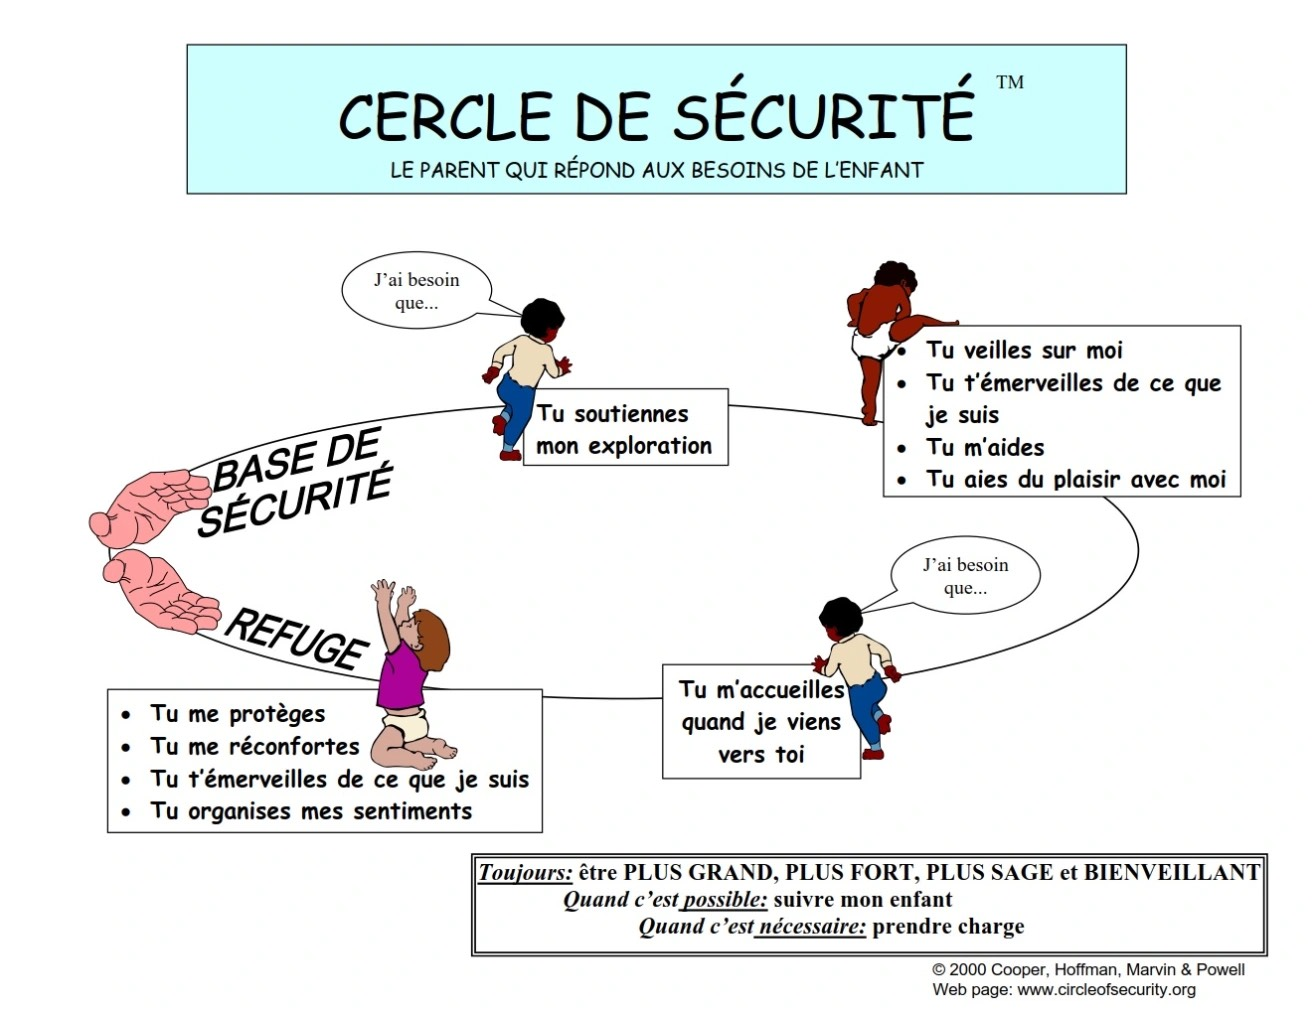 CERCLE DE SÉCURITÉ ™
LE PARENT QUI RÉPOND AUX BESOINS DE L'ENFANT
J'ai besoin
que...
Tu soutiennes
mon exploration
• Tu veilles sur moi
• Tu t'émerveilles de ce que
je suis
• Tu m'aides
• Tu aies du plaisir avec moi
BASE DE
SÉCURITÉ
J'ai besoin
que...
REFUGE
Tu m'accueilles
quand je viens
vers toi
• Tu me protèges
• Tu me réconfortes
• Tu t'émerveilles de ce que je suis
• Tu organises mes sentiments
Toujours: être PLUS GRAND, PLUS FORT, PLUS SAGE et BIENVEILLANT
Quand c'est possible: suivre mon enfant
Quand c'est nécessaire: prendre charge
© 2000 Cooper, Hoffman, Marvin & Powell
Web page: www.circleofsecurity.org